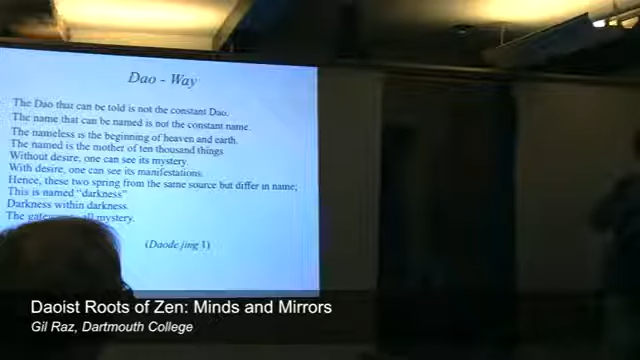 Dao - Way
The Dao that can be told is not the constant Dao.
The name that can be named is not the constant name.
The nameless is the beginning of heaven and earth.
The named is the mother of ten thousand things
Without desire, one can see its mystery.
With desire, one can see its manifestations.
Hence, these two spring from the same source but differ in name;
This is named "darkness"
Darkness within darkness.
The all mystery.
(Daode jing 1)
Daoist Roots of Zen: Minds and Mirrors
Gil Raz, Dartmouth College